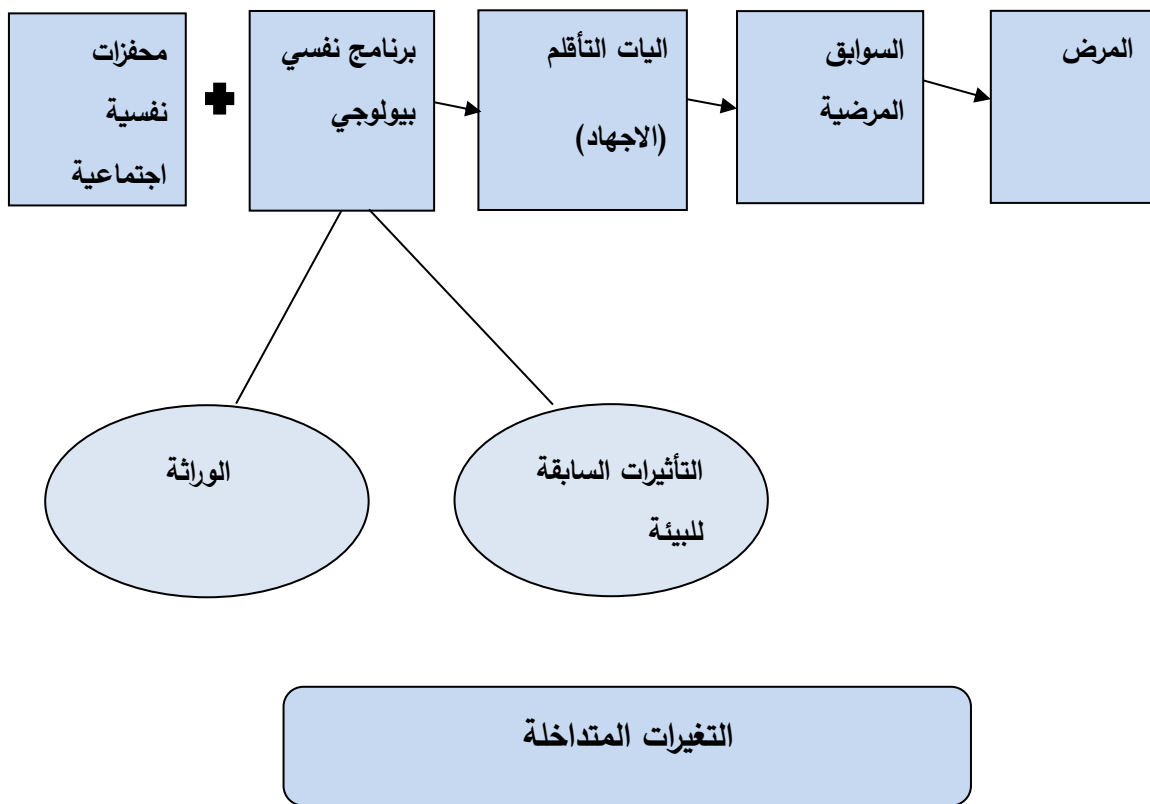 محفزات
نفسية
اجتماعية
برنامج نفسي
بيولوجي
اليات التأقلم
(الاجهاد)
السوابق
المرضية
المرض
الوراثة
التأثيرات السابقة
للبيئة
التغيرات المتداخلة